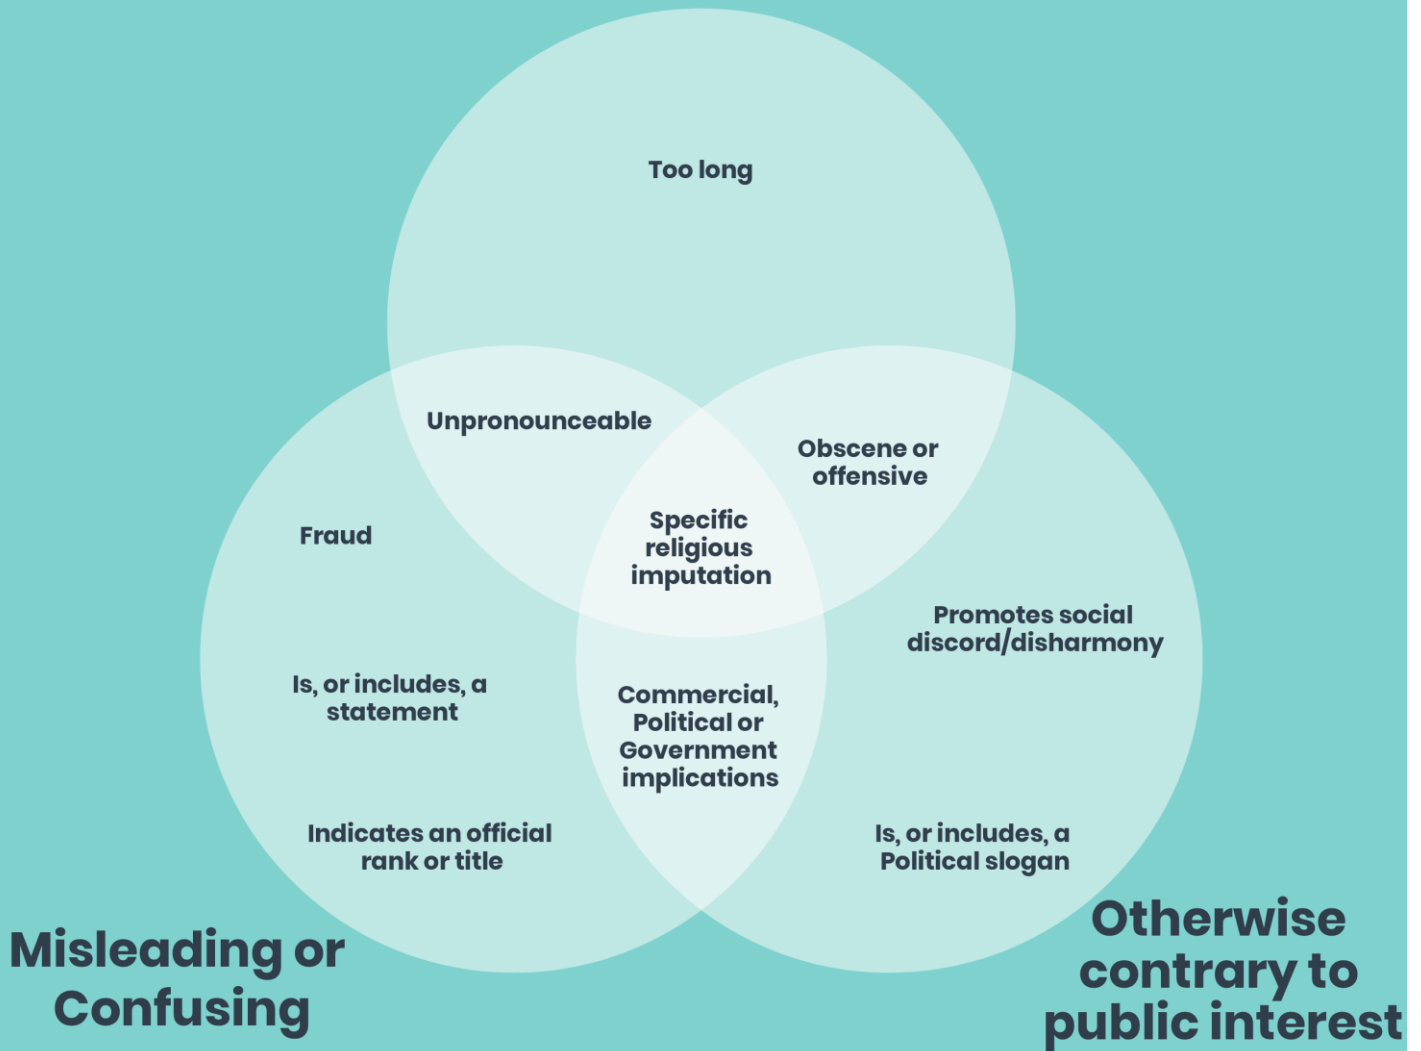 Too long
Unpronounceable
Obscene or
offensive
Specific
religious
imputation
Fraud
Promotes social
discord/disharmony
Is, or includes, a
statement
Commercial,
Political or
Government
implications
Indicates an official
rank or title
Is, or includes, a
Political slogan
Misleading or
Confusing
Otherwise
contrary to
public interest